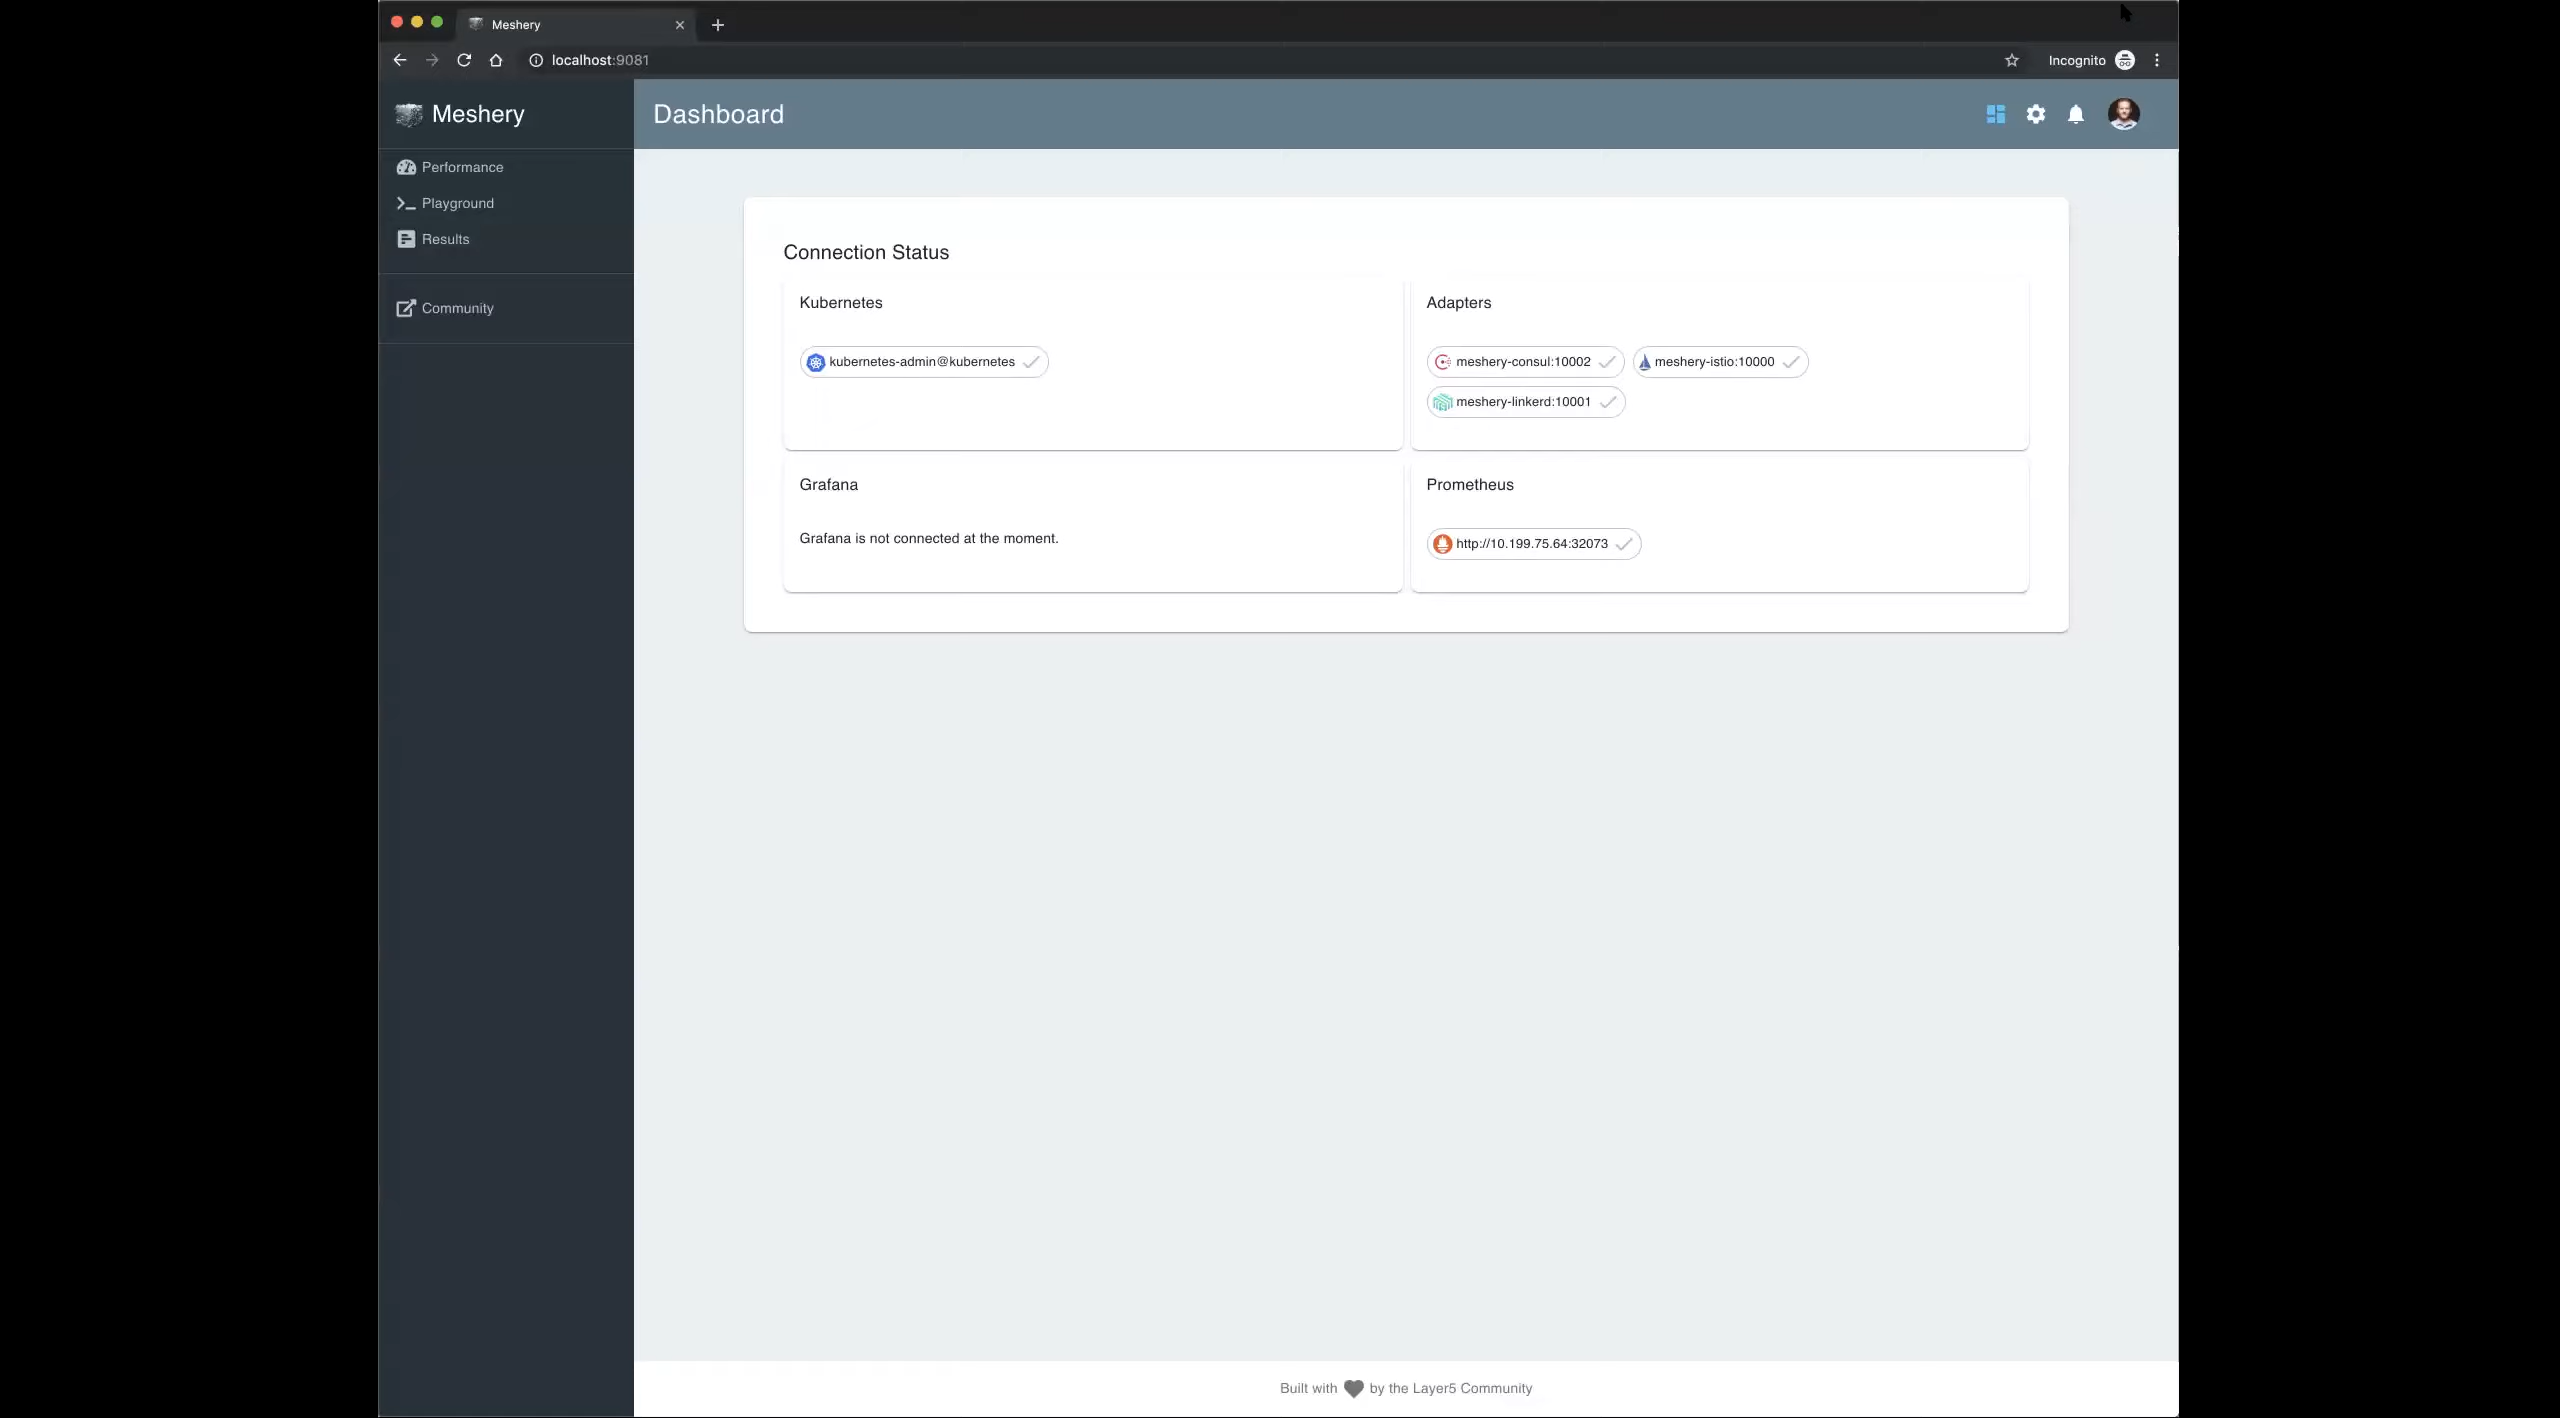 Meshery
localhost:9081
Incognito
Meshery
Dashboard
Performance
Playground
Results
Community
Connection Status
Kubernetes
kubernetes-admin@kubernetes
Adapters
meshery-consul:10002
meshery-istio:10000
meshery-linkerd:10001
Grafana
Grafana is not connected at the moment.
Prometheus
http://10.199.75.64:32073
Built with by the Layer5 Community